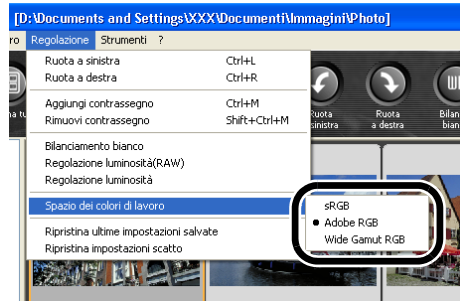 [D:\Documents and Settings\XXX\Documenti\Immagini\Photo]
ro Regolazione Strumenti ?
Ruota a sinistra Ctrl+L
Ruota a destra Ctrl+R
Aggiungi contrassegno Ctrl+M
Rimuovi contrassegno Shift+Ctrl+M
Bilanciamento bianco
Regolazione luminosità(RAW)
Regolazione luminosità
Spazio dei colori di lavoro
sRGB
Adobe RGB
Wide Gamut RGB
Ripristina ultime impostazioni salvate
Ripristina impostazioni scatto
Ruota
sinistra
Ruota
a destra
Bilan
bian